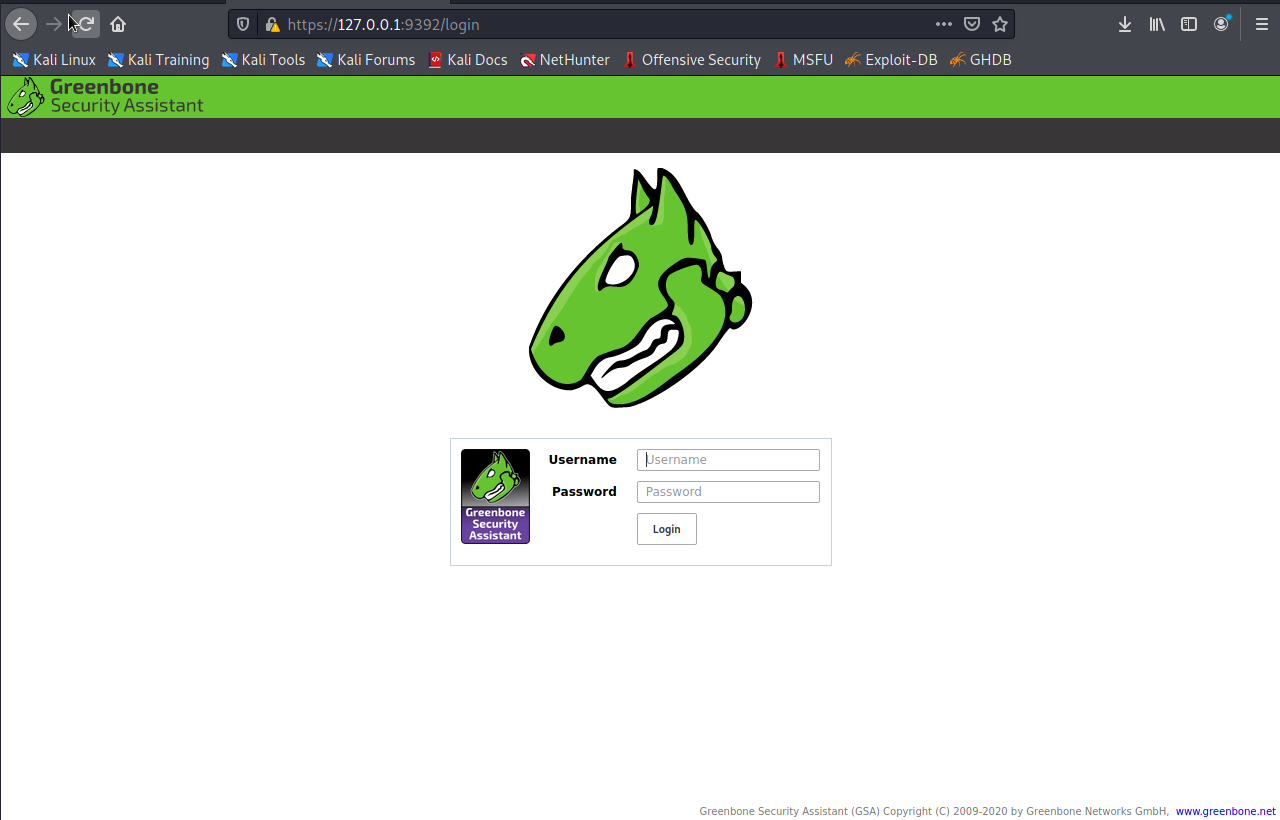 https://127.0.0.1:9392/login
Kali Linux Kali Training Kali Tools Kali Forums Kali Docs NetHunter Offensive Security MSFU Exploit-DB GHDB
Greenbone
Security Assistant
Username Username
Password Password
Login
Greenbone
Security
Assistant
Greenbone Security Assistant (GSA) Copyright (C) 2009-2020 by Greenbone Networks GmbH, www.greenbone.net